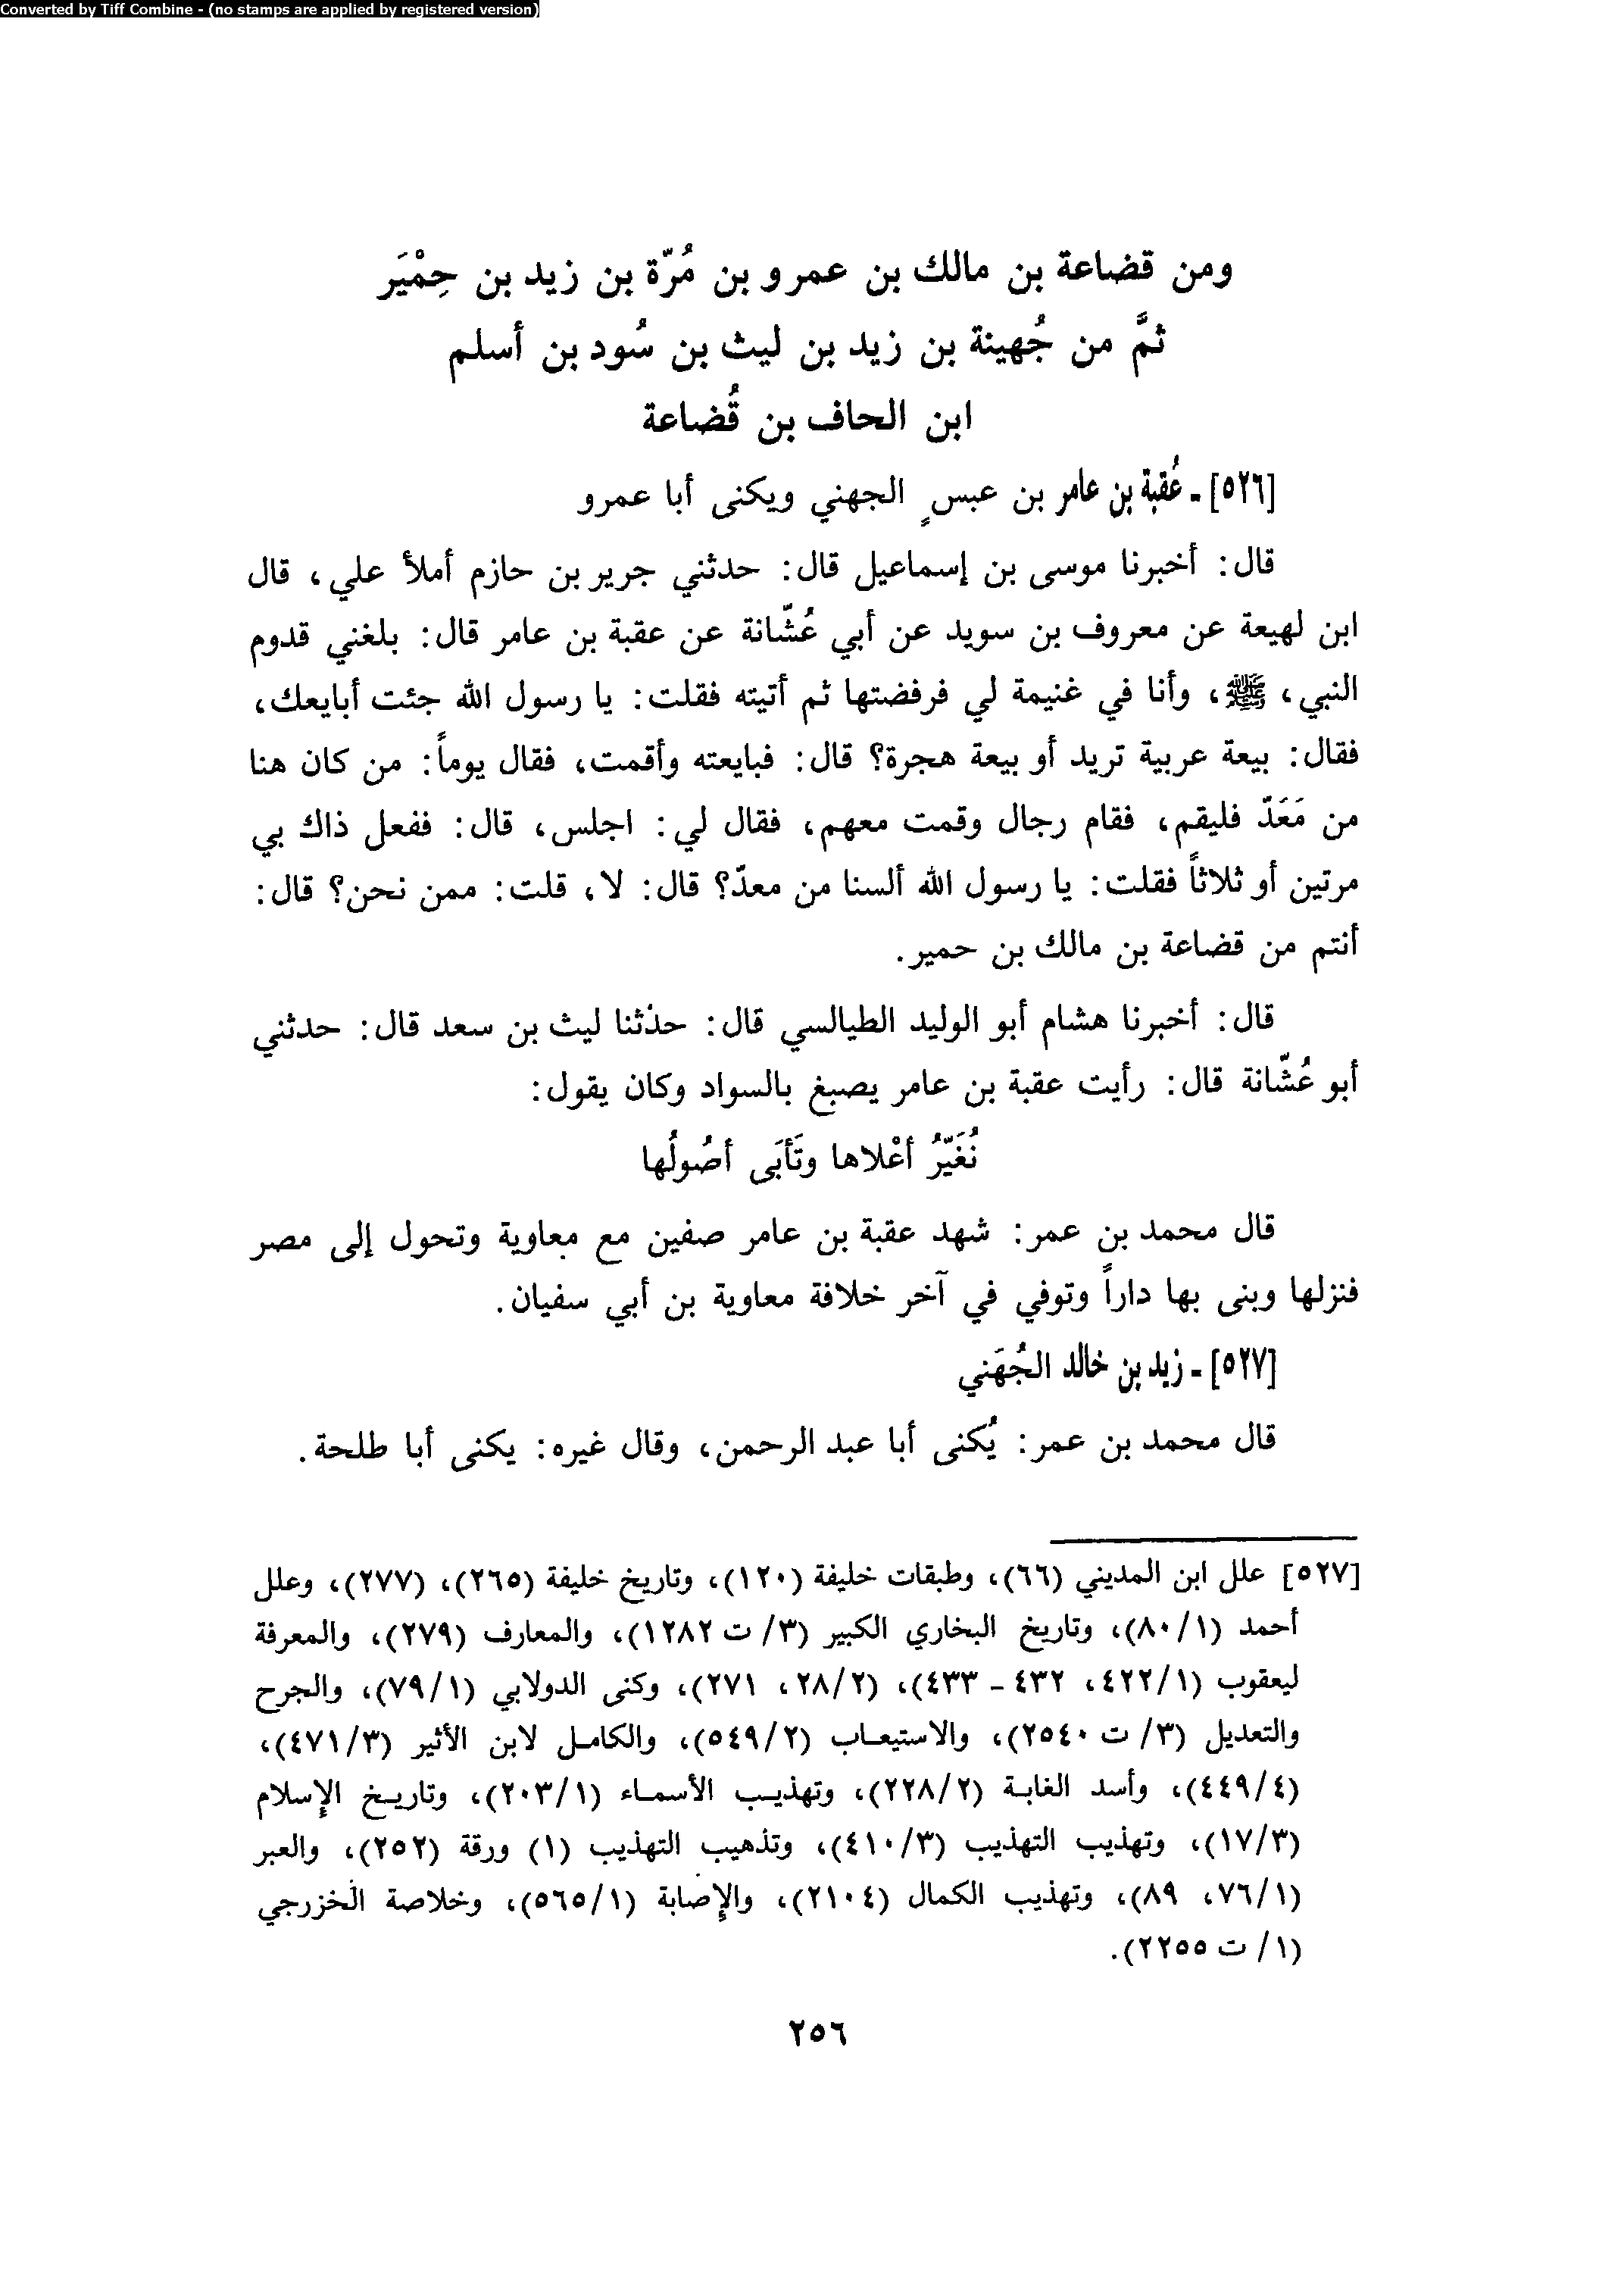 Converted by Tiff Combine - (no stamps are applied by registered version)
ومن قضاعة بن مالك بن عمرو بن مُرّة بن زيد بن حِمْيَر
ثمَّ من جُهينة بن زيد بن ليث بن سُود بن أسلم
ابن الحاف بن قُضاعة
[٥٢٦] - عُقبة بن عامر بن عبسٍ الجهني ويكنى أبا عمرو
قال: أخبرنا موسى بن إسماعيل قال: حدثني جرير بن حازم أملأ علي، قال
ابن لهيعة عن معروف بن سويد عن أبي عُشّانة عن عقبة بن عامر قال: بلغني قدوم
النبي، ﷺ، وأنا في غنيمة لي فرفضتها ثم أتيته فقلت: يا رسول الله جئت أبايعك،
فقال: بيعة عربية تريد أو بيعة هجرة؟ قال: فبايعته وأقمت، فقال يوماً: من كان هنا
من مَعَدّ فليقم، فقام رجال وقمت معهم، فقال لي: اجلس، قال: ففعل ذاك بي
مرتين أو ثلاثاً فقلت: يا رسول الله ألسنا من معدّ؟ قال: لا، قلت: ممن نحن؟ قال:
أنتم من قضاعة بن مالك بن حمير.
قال: أخبرنا هشام أبو الوليد الطيالسي قال: حذثنا ليث بن سعد قال: حدثني
أبو عُشّانة قال: رأيت عقبة بن عامر يصبغ بالسواد وكان يقول:
نُغَيّرُ أعْلاها وتَأبَى أصُولُها
قال محمد بن عمر: شهد عقبة بن عامر صفين مع معاوية وتحول إلى مصر
فنزلها وبنى بها داراً وتوفي في آخر خلافة معاوية بن أبي سفيان.
[٥٢٧] - زيد بن خالد الجُهَني
قال محمد بن عمر: يُكنى أبا عبد الرحمن، وقال غيره: يكنى أبا طلحة.
[٥٢٧] علل ابن المديني (٦٦)، وطبقات خليفة (١٢٠)، وتاريخ خليفة (٢٦٥)، (٢٧٧)، وعلل
أحمد (٨٠/١)، وتاريخ البخاري الكبير (٣/ ت ١٢٨٢)، والمعارف (٢٧٩)، والمعرفة
ليعقوب (٤٢٢/١، ٤٣٢ - ٤٣٣)، (٢٨/٢، ٢٧١)، وكنى الدولابي (٧٩/١)، والجرح
والتعديل (٣/ ت ٢٥٤٠)، والاستيعاب (٥٤٩/٢)، والكامل لابن الأثير (٤٧١/٣)،
(٤٤٩/٤)، وأسد الغابة (٢٢٨/٢)، وتهذيب الأسماء (٢٠٣/١)، وتاريخ الإسلام
(١٧/٣)، وتهذيب التهذيب (٤١٠/٣)، وتذهيب التهذيب (١) ورقة (٢٥٢)، والعبر
(٧٦/١، ٨٩)، وتهذيب الكمال (٢١٠٤)، والإصابة (٥٦٥/١)، وخلاصة الخزرجي
(١/ ت ٢٢٥٥).
٢٥٦